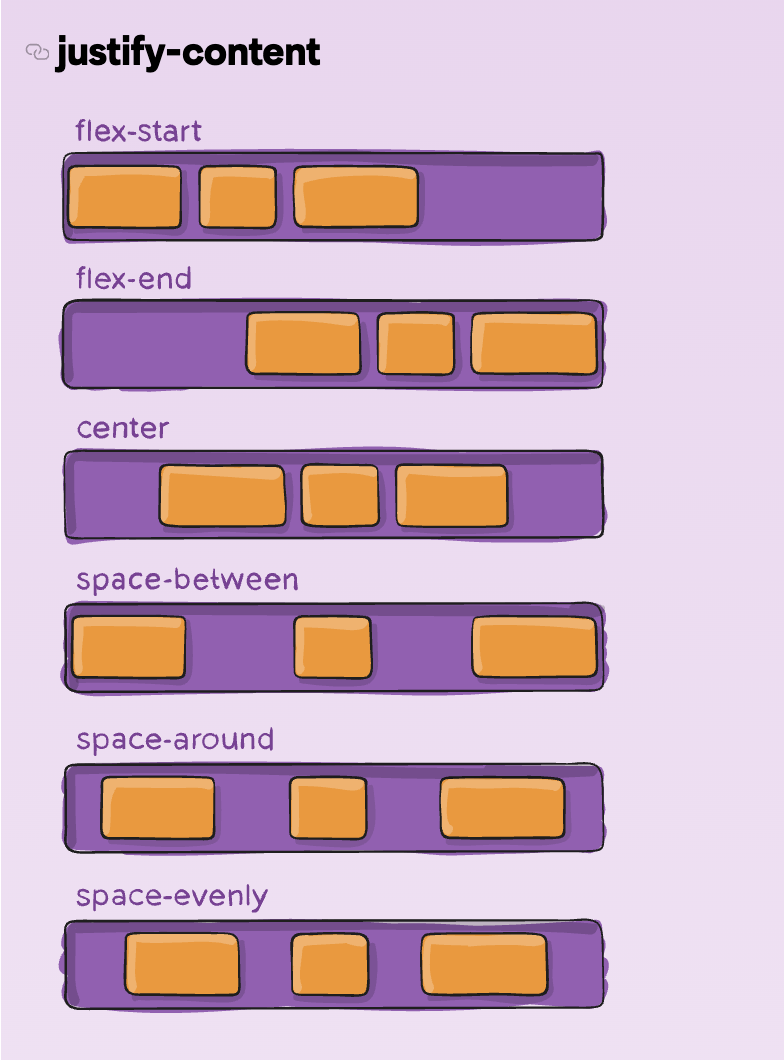 justify-content
flex-start
flex-end
center
space-between
space-around
space-evenly